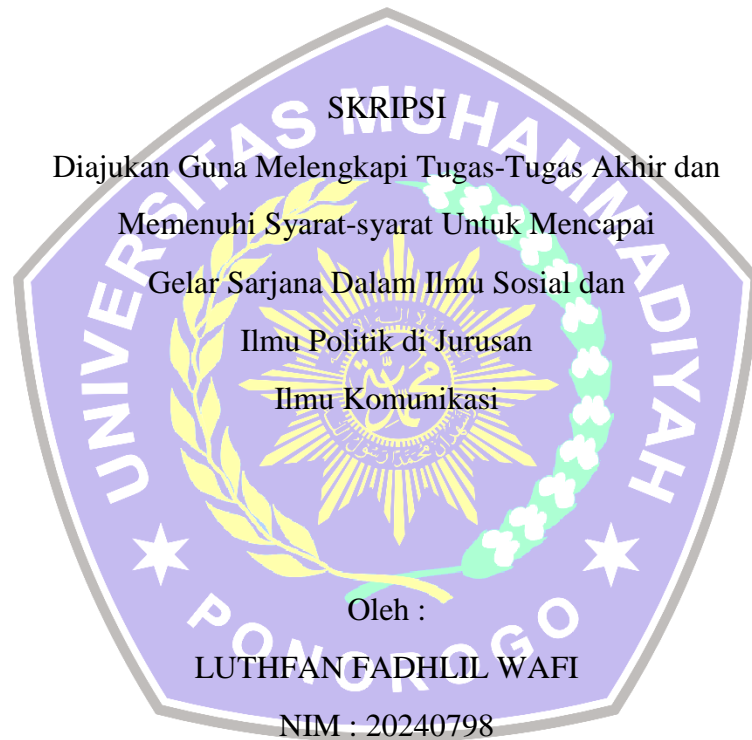 SKRIPSI
Diajukan Guna Melengkapi Tugas-Tugas Akhir dan
Memenuhi Syarat-syarat Untuk Mencapai
Gelar Sarjana Dalam Ilmu Sosial dan
Ilmu Politik di Jurusan
Ilmu Komunikasi
Oleh :
LUTHFAN FADHLIL WAFI
NIM : 20240798
UNIVERSITAS MUHAMMADIYAH
PONOROGO
محمد